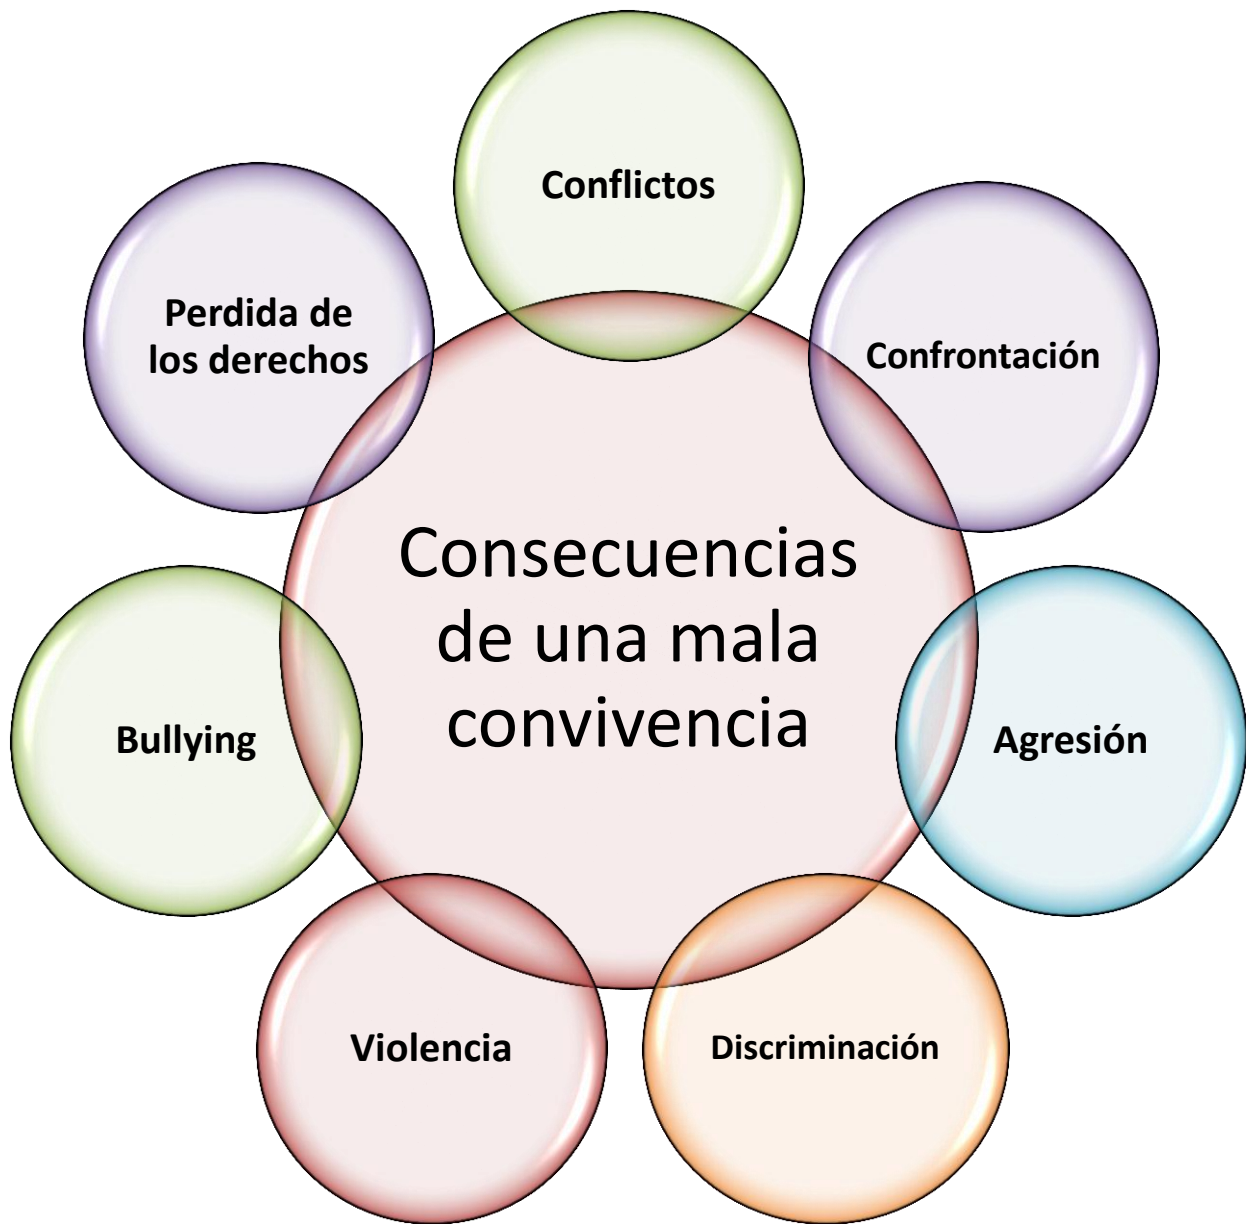 Conflictos
Perdida de
los derechos
Confrontación
Consecuencias
de una mala
convivencia
Bullying
Agresión
Violencia
Discriminación